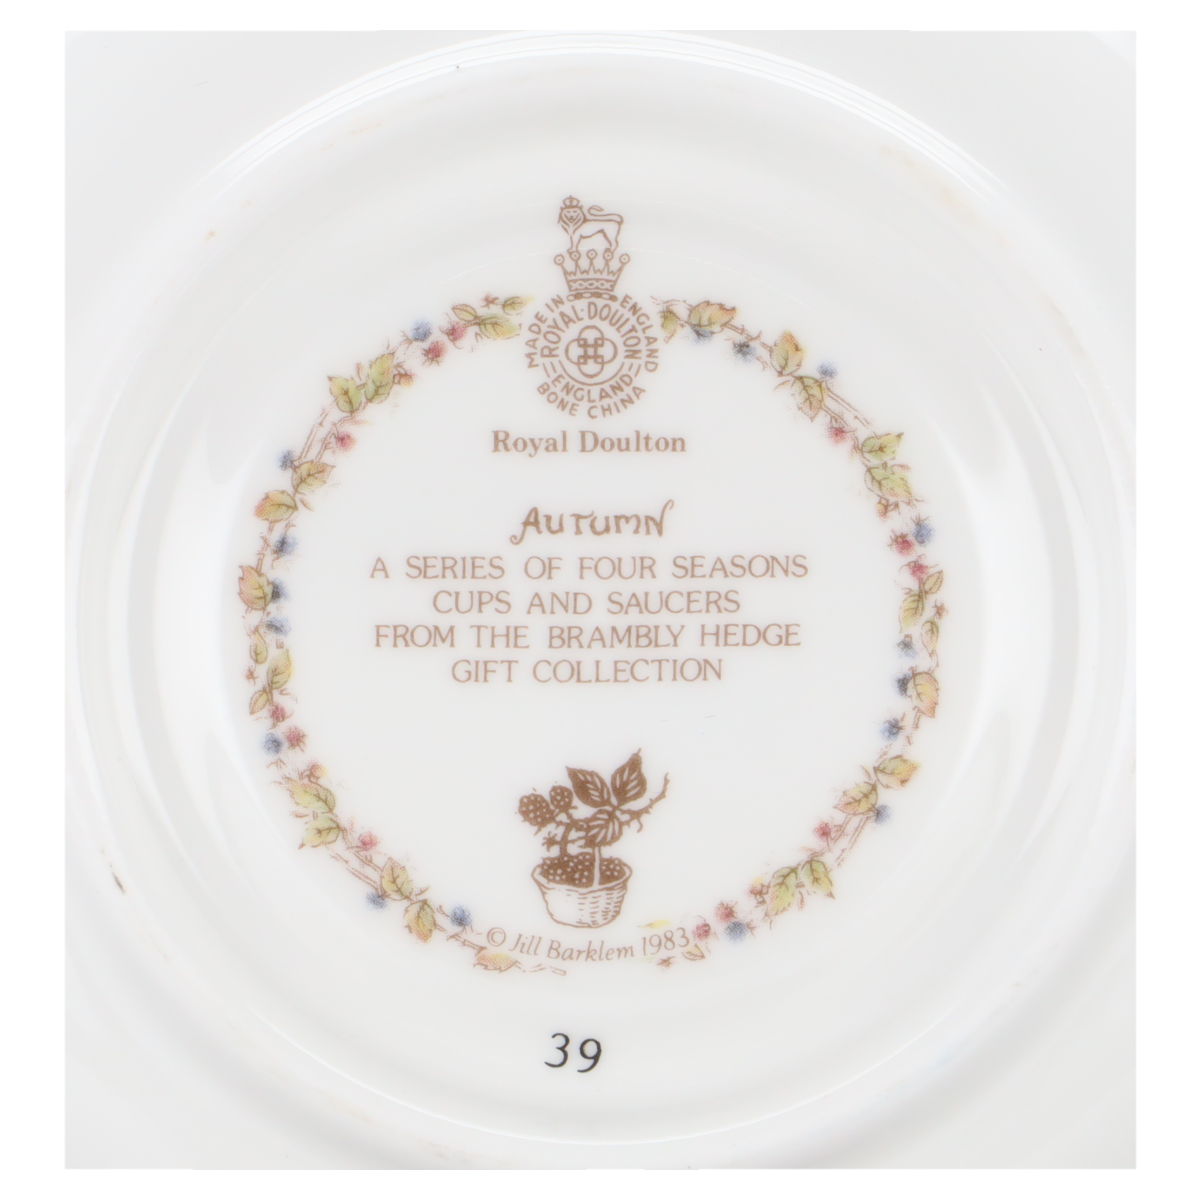 MADE IN ENGLAND
ROYAL·DOULTON
ENGLAND
BONE CHINA
Royal Doulton
AUTUMN
A SERIES OF FOUR SEASONS
CUPS AND SAUCERS
FROM THE BRAMBLY HEDGE
GIFT COLLECTION
© Jill Barklem 1983
39